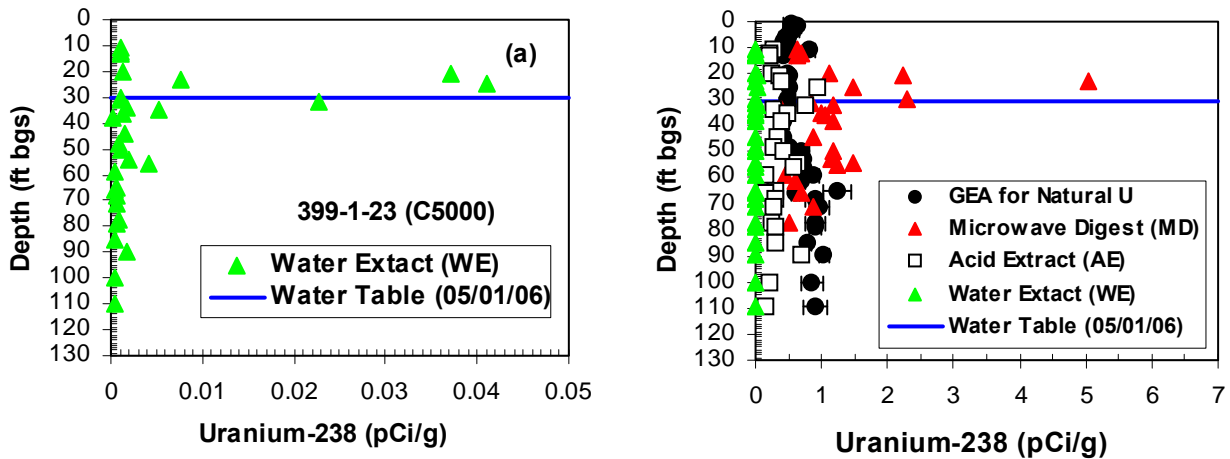 0
10
20
30
40
50
60
70
80
90
100
110
120
130
Depth (ft bgs)
(a)
399-1-23 (C5000)
Water Extact (WE)
Water Table (05/01/06)
0 0.01 0.02 0.03 0.04 0.05
Uranium-238 (pCi/g)
0
10
20
30
40
50
60
70
80
90
100
110
120
130
Depth (ft bgs)
GEA for Natural U
Microwave Digest (MD)
Acid Extract (AE)
Water Extact (WE)
Water Table (05/01/06)
0 1 2 3 4 5 6 7
Uranium-238 (pCi/g)